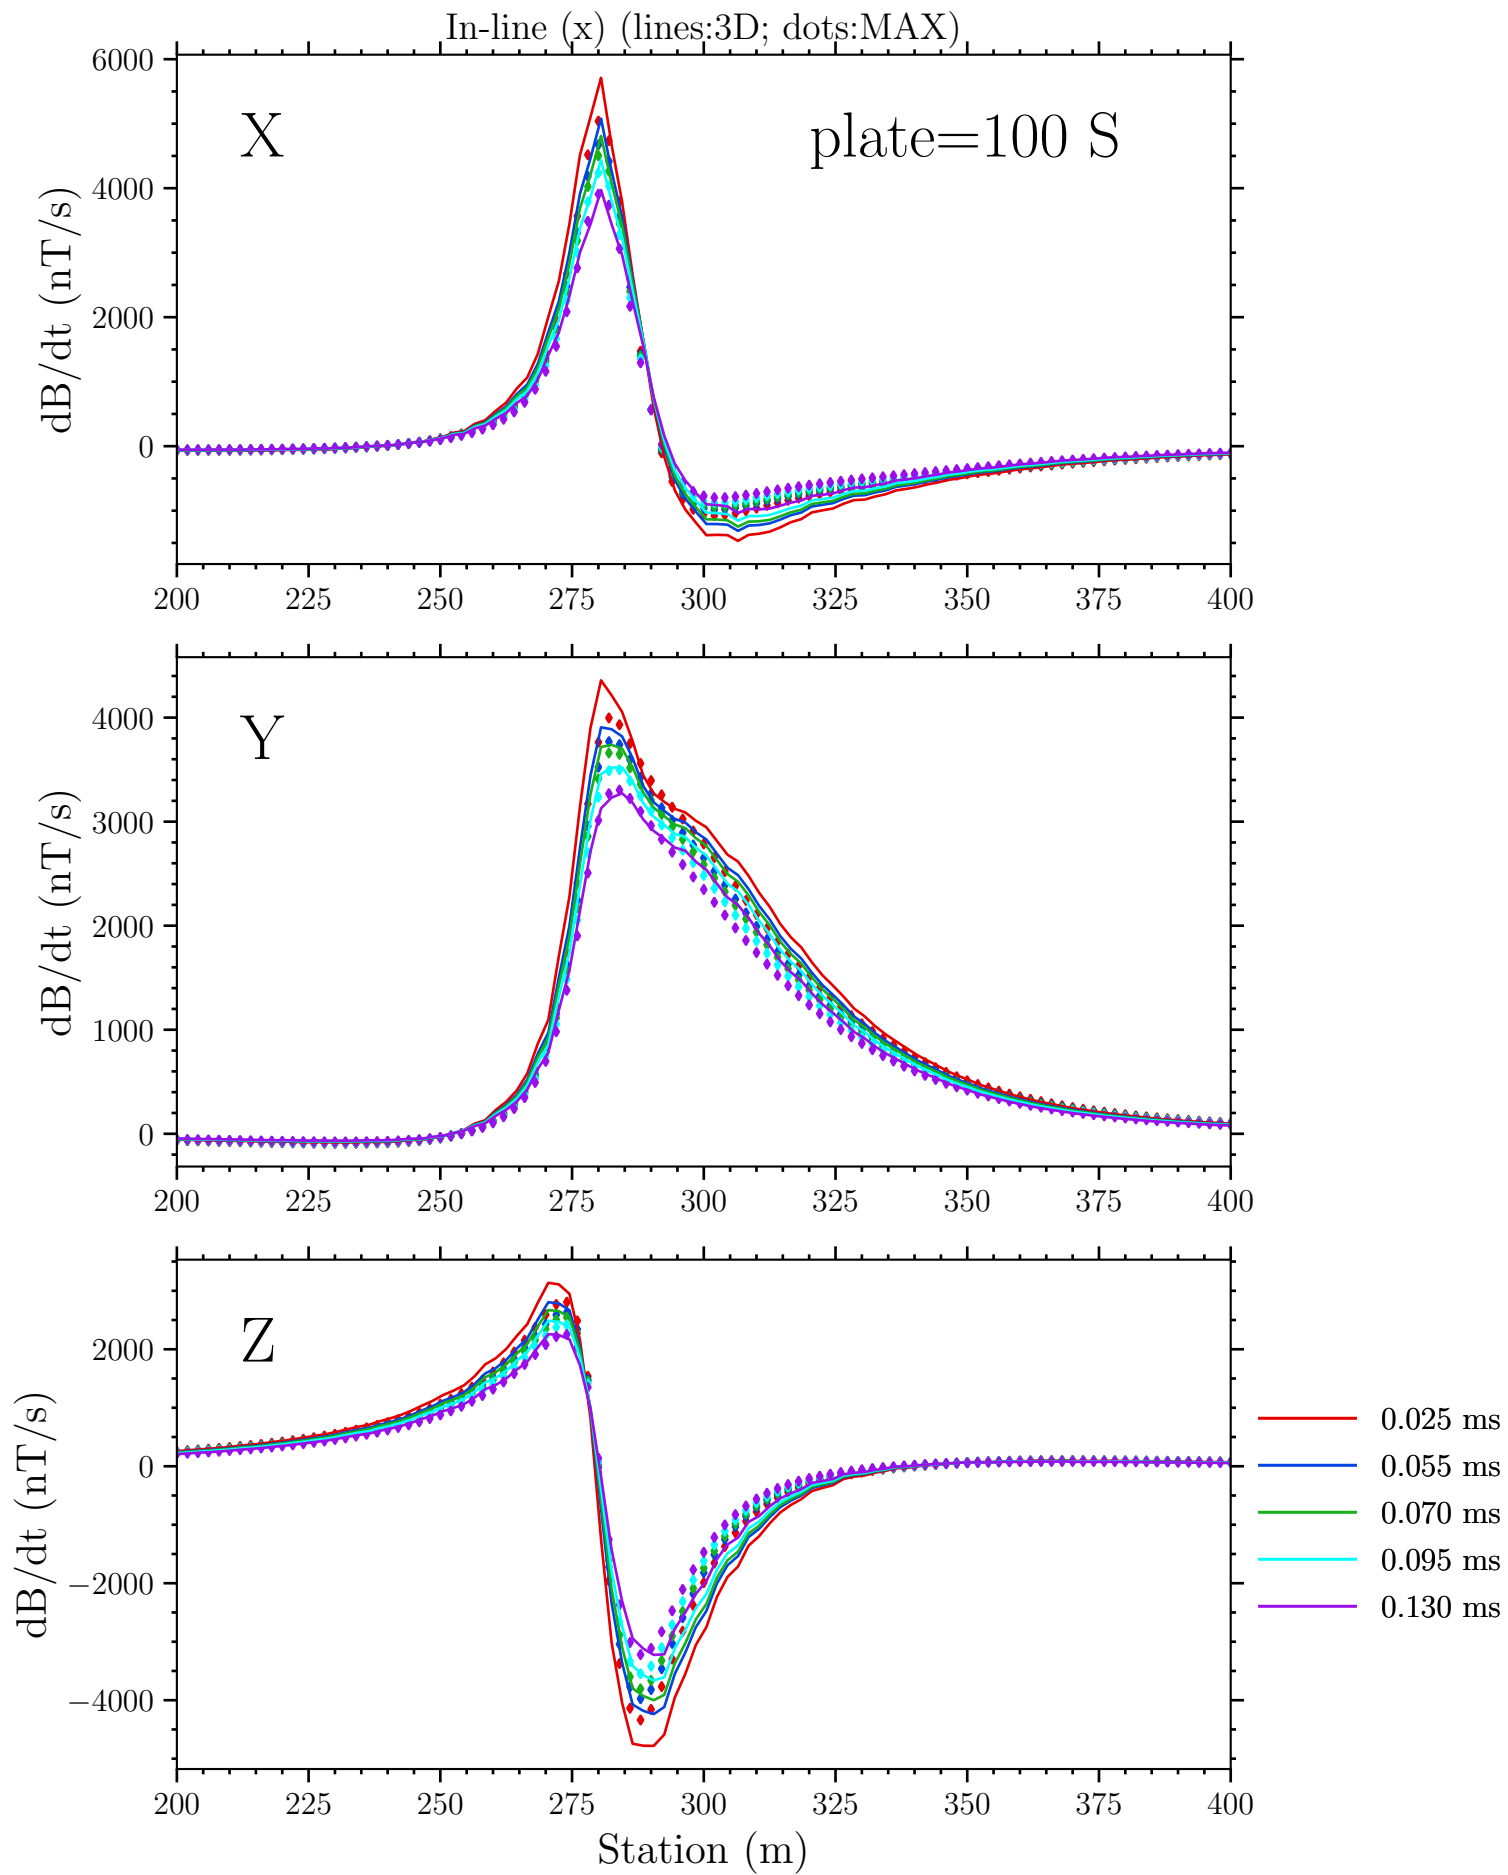 In-line (x) (lines:3D; dots:MAX)
6000
4000
2000
0
dB/dt (nT/s)
X
plate=100 S
200 225 250 275 300 325 350 375 400
4000
3000
2000
1000
0
dB/dt (nT/s)
Y
200 225 250 275 300 325 350 375 400
2000
0
−2000
−4000
dB/dt (nT/s)
Z
200 225 250 275 300 325 350 375 400
Station (m)
0.025 ms
0.055 ms
0.070 ms
0.095 ms
0.130 ms